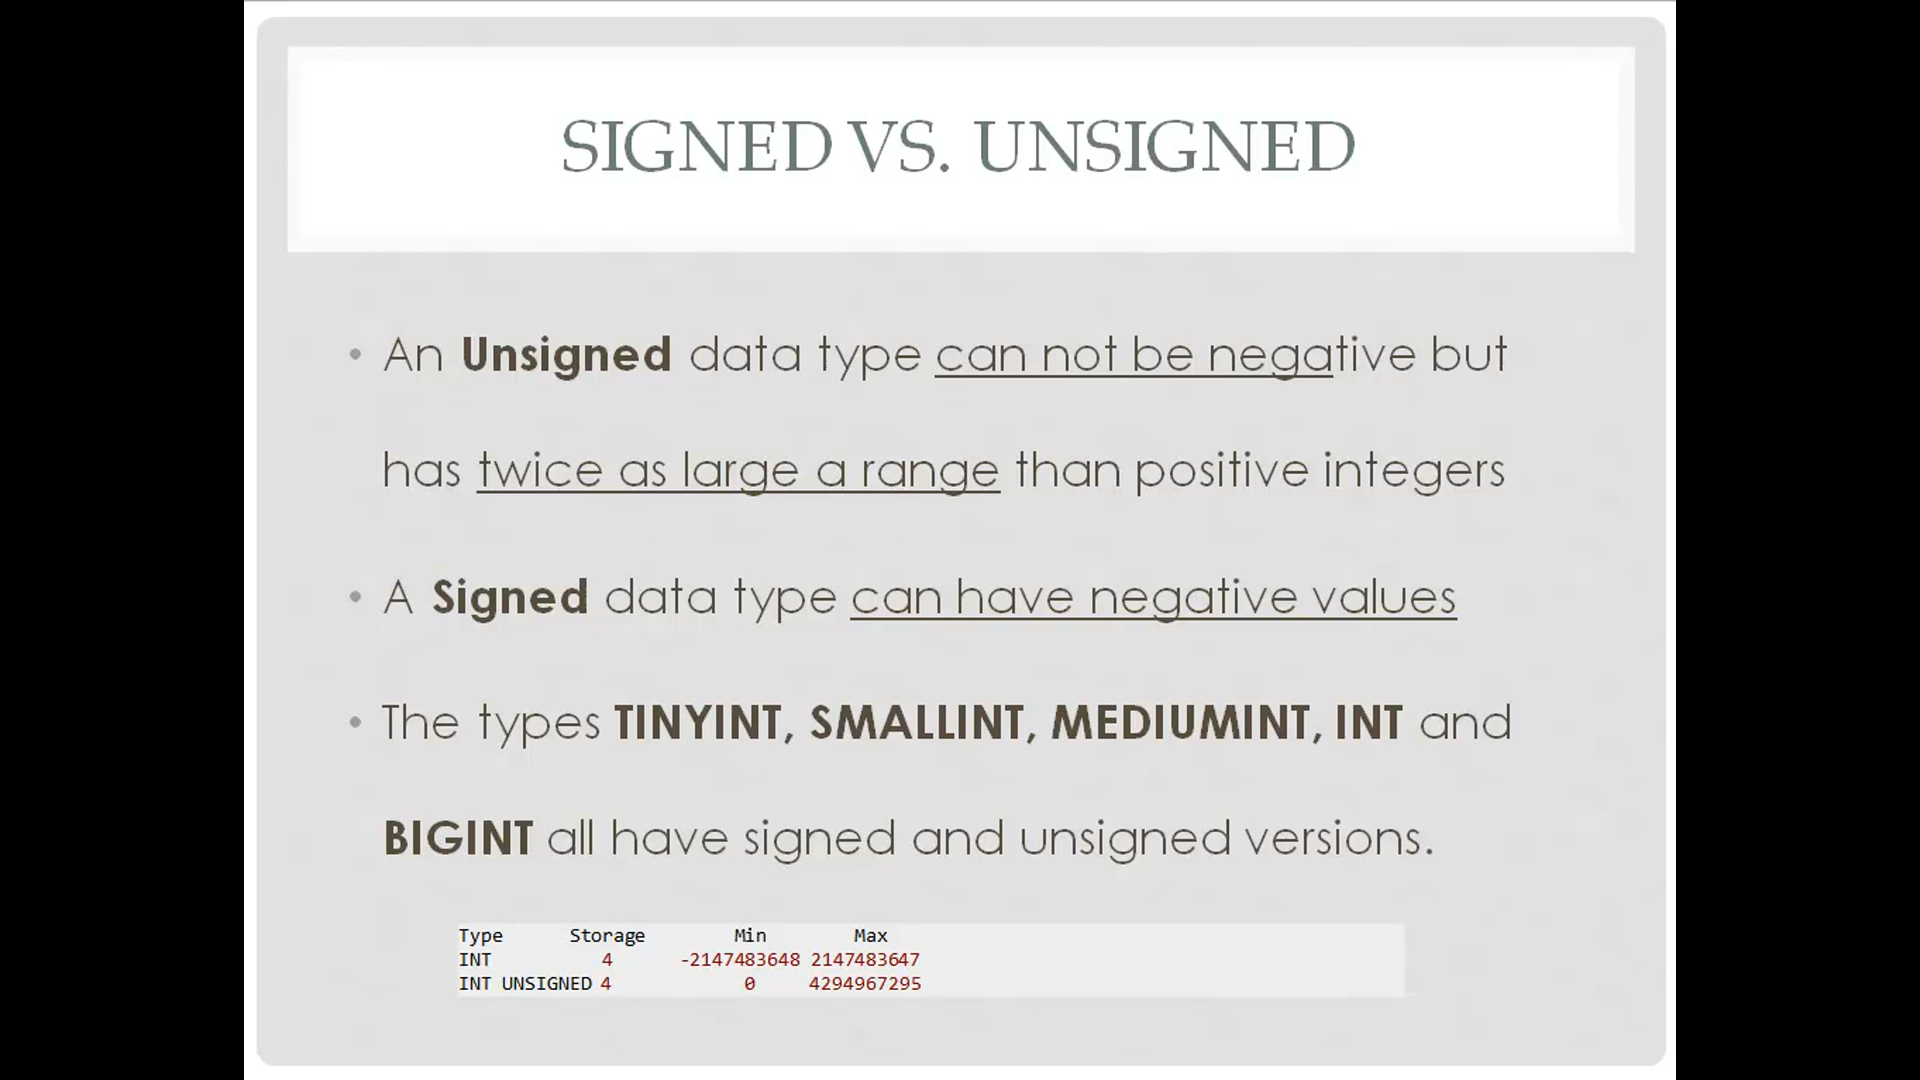 SIGNED VS. UNSIGNED
• An Unsigned data type can not be negative but
has twice as large a range than positive integers
• A Signed data type can have negative values
• The types TINYINT, SMALLINT, MEDIUMINT, INT and
BIGINT all have signed and unsigned versions.
Type Storage Min Max
INT 4 -2147483648 2147483647
INT UNSIGNED 4 0 4294967295